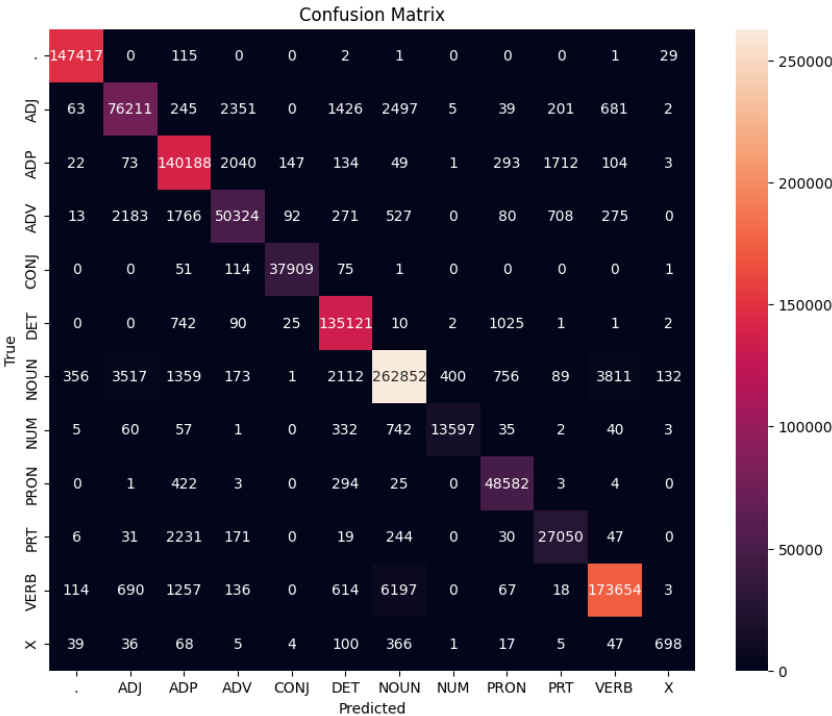 Confusion Matrix
. 147417 0 115 0 0 2 1 0 0 0 1 29
ADJ 63 76211 245 2351 0 1426 2497 5 39 201 681 2
ADP 22 73 140188 2040 147 134 49 1 293 1712 104 3
ADV 13 2183 1766 50324 92 271 527 0 80 708 275 0
CONJ 0 0 51 114 37909 75 1 0 0 0 0 1
DET 0 0 742 90 25 135121 10 2 1025 1 1 2
NOUN 356 3517 1359 173 1 2112 262852 400 756 89 3811 132
NUM 5 60 57 1 0 332 742 13597 35 2 40 3
PRON 0 1 422 3 0 294 25 0 48582 3 4 0
PRT 6 31 2231 171 0 19 244 0 30 27050 47 0
VERB 114 690 1257 136 0 614 6197 0 67 18 173654 3
X 39 36 68 5 4 100 366 1 17 5 47 698
. ADJ ADP ADV CONJ DET NOUN NUM PRON PRT VERB X
Predicted
True
250000
200000
150000
100000
50000
0